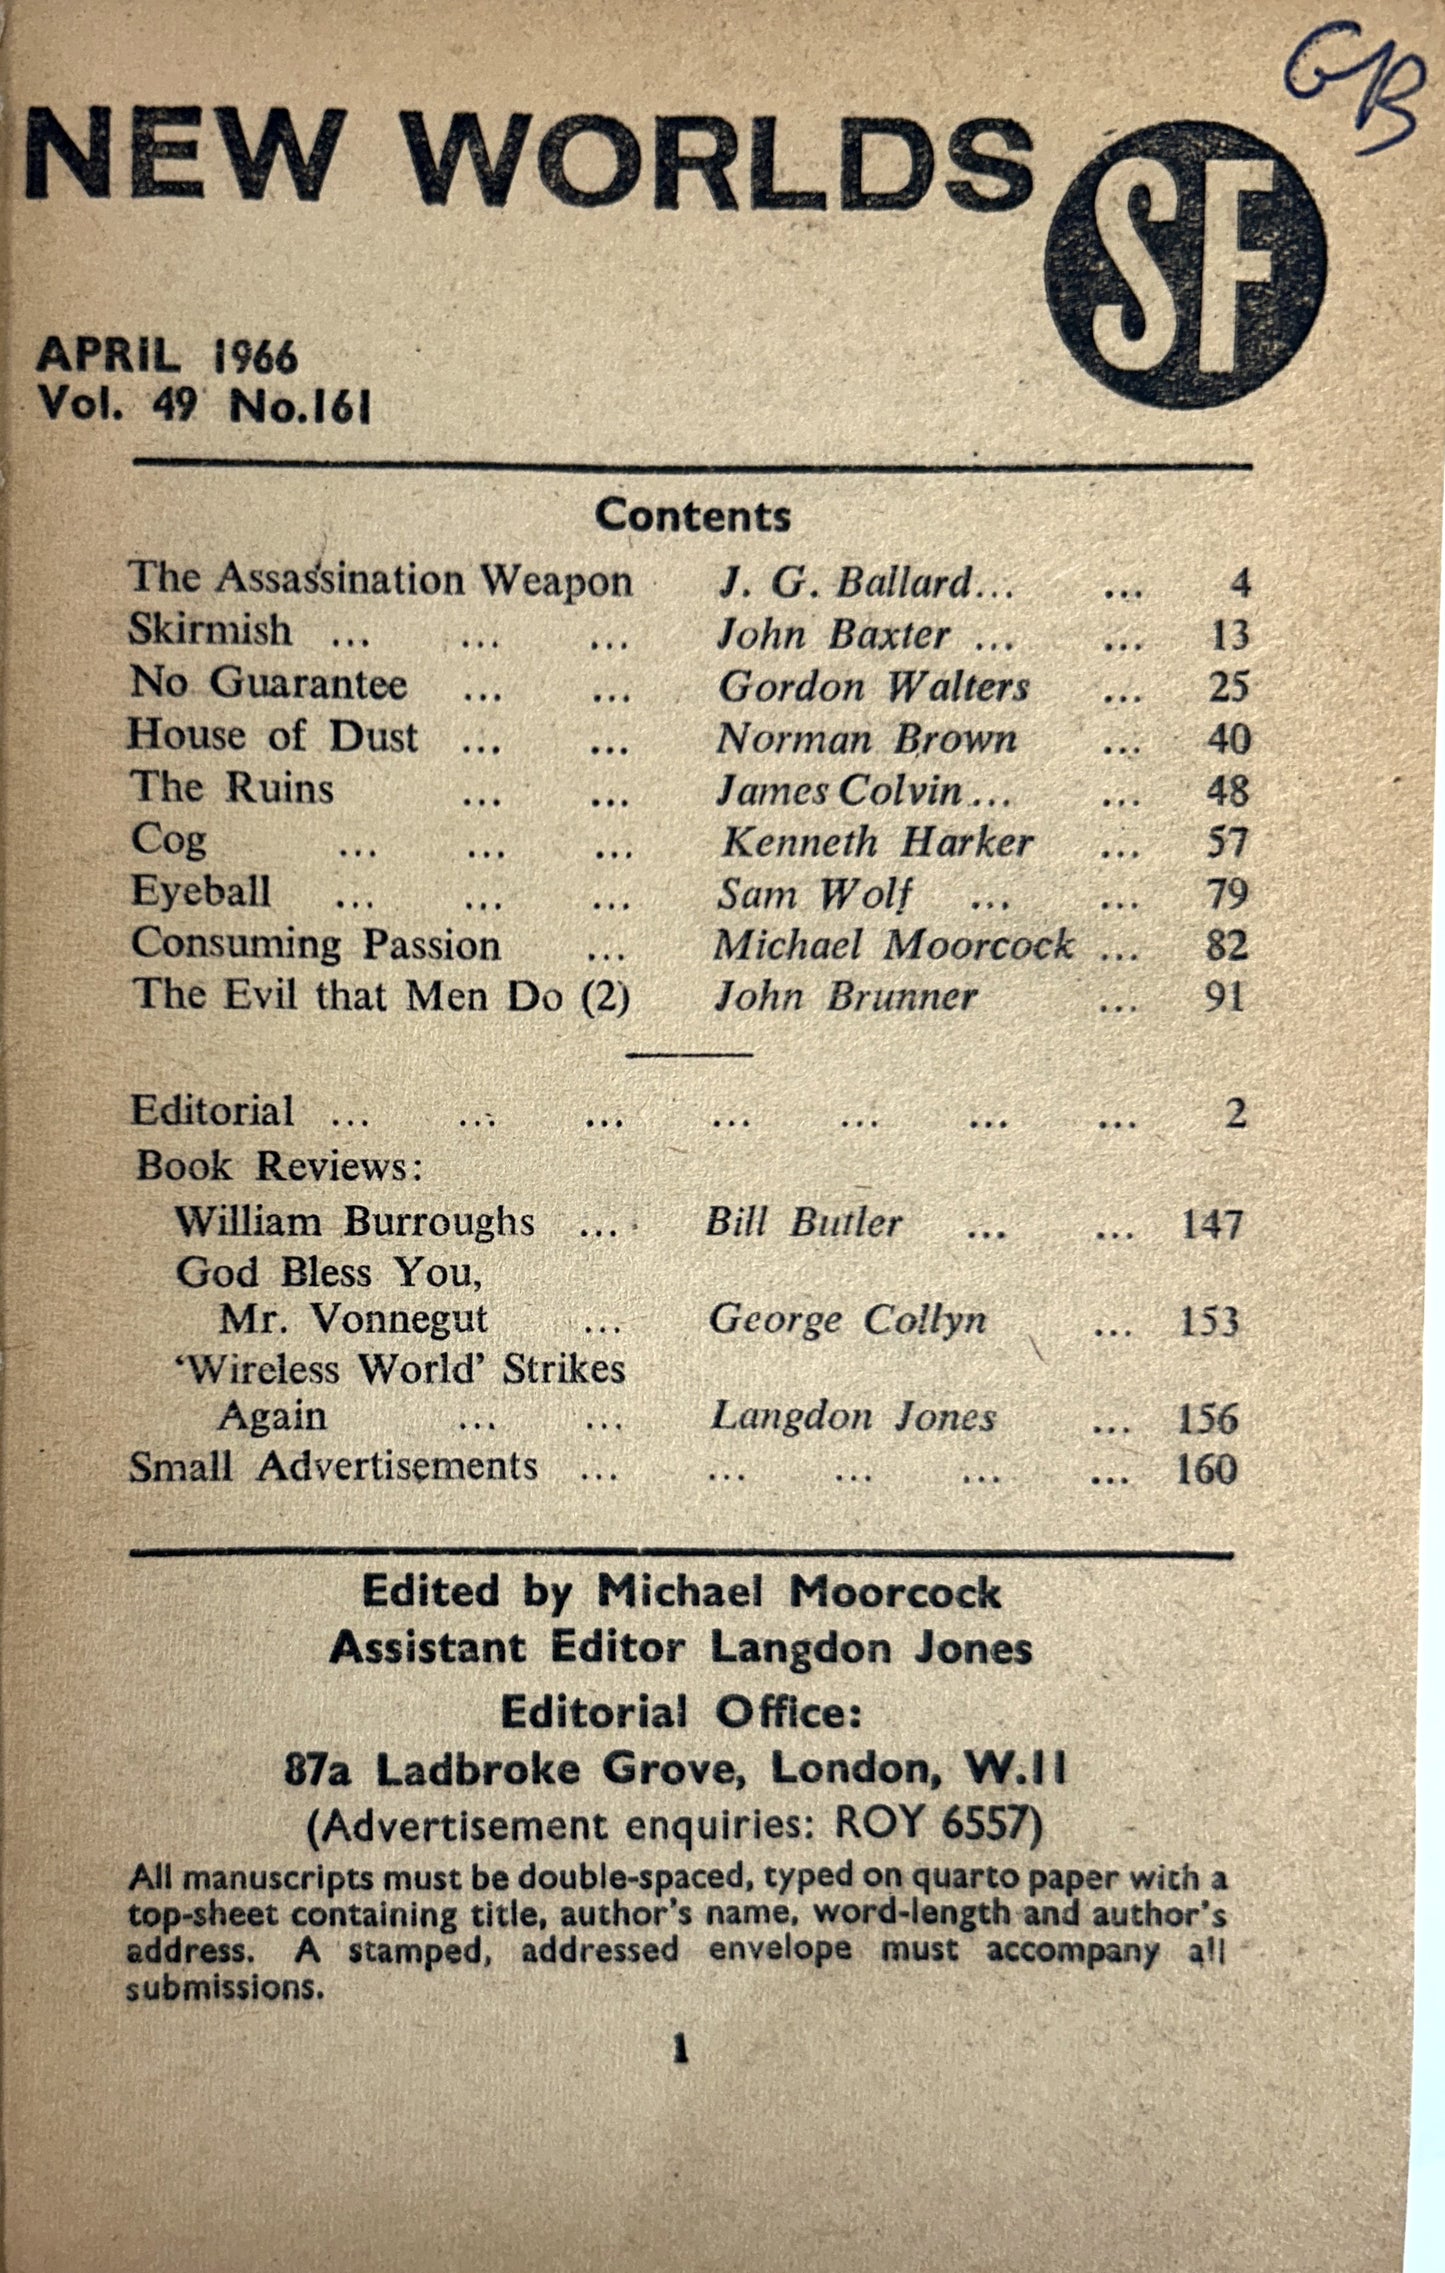 GB
NEW WORLDS SF
APRIL 1966
Vol. 49 No.161
Contents
The Assassination Weapon J. G. Ballard... ... 4
Skirmish ... ... ... John Baxter ... ... 13
No Guarantee ... ... Gordon Walters ... 25
House of Dust ... ... Norman Brown ... 40
The Ruins ... ... James Colvin... ... 48
Cog ... ... ... Kenneth Harker ... 57
Eyeball ... ... ... Sam Wolf ... ... 79
Consuming Passion ... Michael Moorcock ... 82
The Evil that Men Do (2) John Brunner ... 91
Editorial ... ... ... ... ... ... ... 2
Book Reviews:
William Burroughs ... Bill Butler ... ... 147
God Bless You,
Mr. Vonnegut ... George Collyn ... 153
‘Wireless World’ Strikes
Again ... ... Langdon Jones ... 156
Small Advertisements ... ... ... ... ... 160
Edited by Michael Moorcock
Assistant Editor Langdon Jones
Editorial Office:
87a Ladbroke Grove, London, W.11
(Advertisement enquiries: ROY 6557)
All manuscripts must be double-spaced, typed on quarto paper with a
top-sheet containing title, author's name, word-length and author's
address. A stamped, addressed envelope must accompany all
submissions.
1